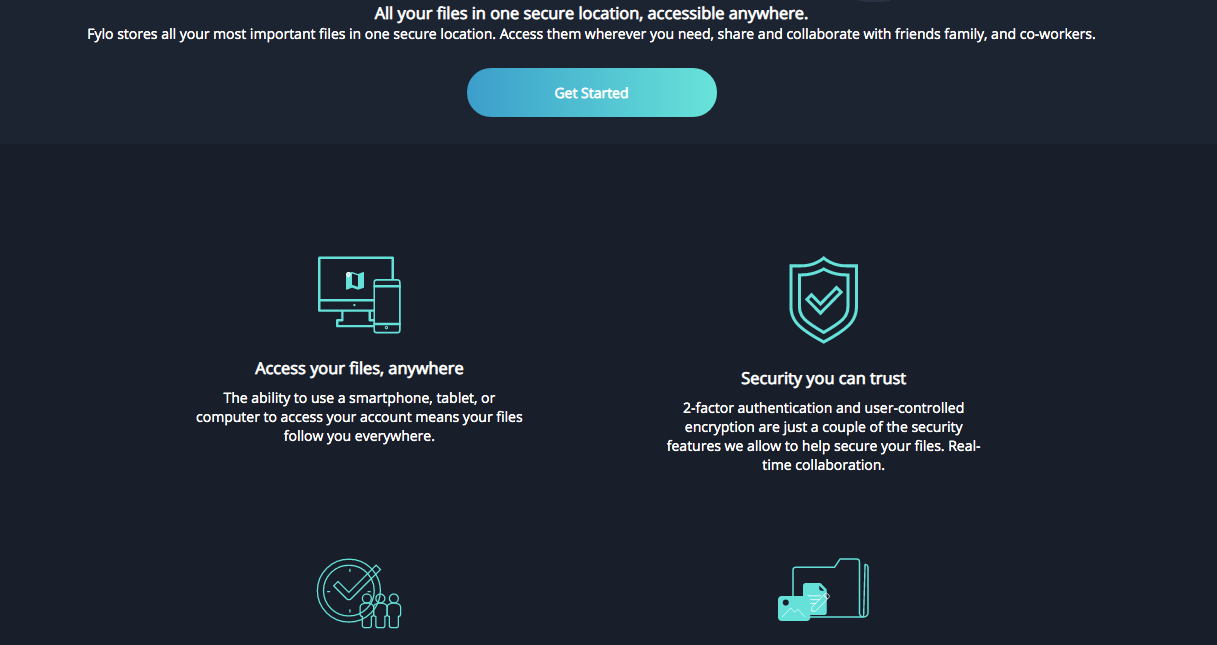 All your files in one secure location, accessible anywhere.
Fylo stores all your most important files in one secure location. Access them wherever you need, share and collaborate with friends family, and co-workers.
Get Started
Access your files, anywhere
The ability to use a smartphone, tablet, or
computer to access your account means your files
follow you everywhere.
Security you can trust
2-factor authentication and user-controlled
encryption are just a couple of the security
features we allow to help secure your files. Real-
time collaboration.